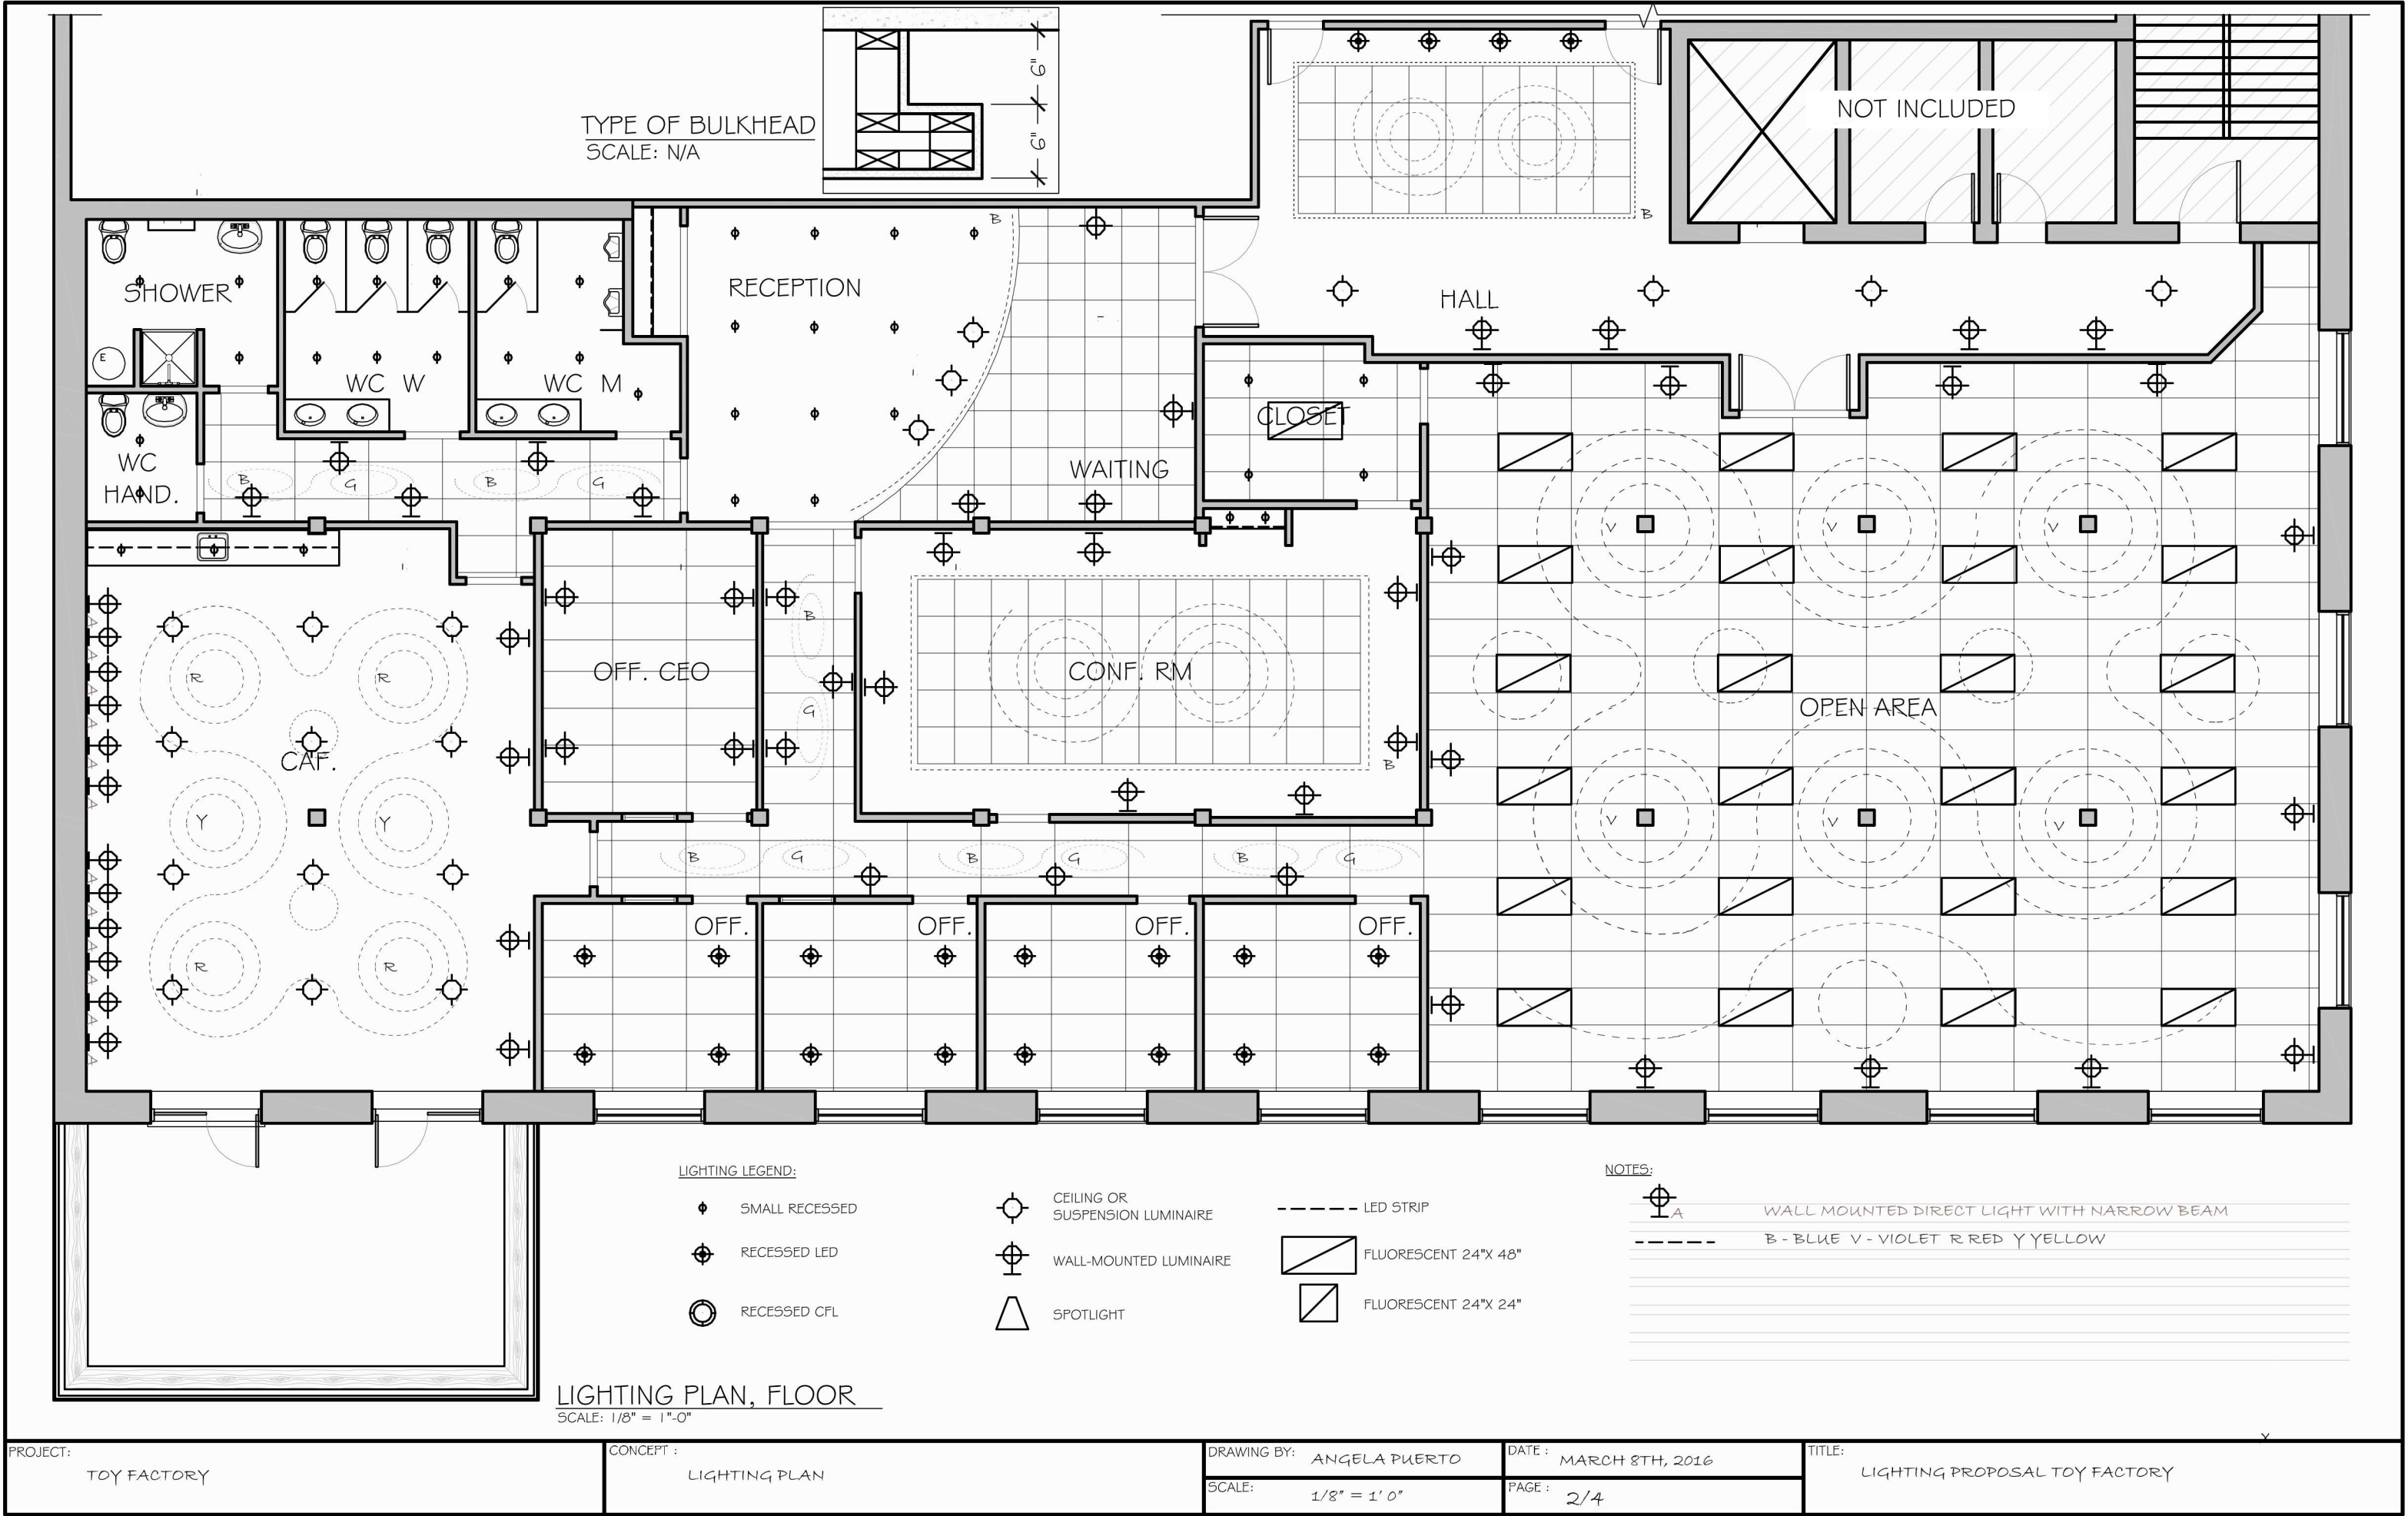 TYPE OF BULKHEAD
SCALE: N/A
6"
6"
NOT INCLUDED
B
B
RECEPTION
HALL
SHOWER
E
WC W
WC M
CLOSET
WC
HAND.
B
G
B
G
WAITING
V
V
V
R
R
B
OFF. CEO
CONF. RM
G
OPEN AREA
CAF.
B
Y
Y
V
V
V
B
G
B
G
B
G
OFF.
OFF.
OFF.
OFF.
R
R
LIGHTING LEGEND:
SMALL RECESSED
RECESSED LED
RECESSED CFL
CEILING OR
SUSPENSION LUMINAIRE
WALL-MOUNTED LUMINAIRE
SPOTLIGHT
LED STRIP
FLUORESCENT 24"X 48"
FLUORESCENT 24"X 24"
NOTES:
A WALL MOUNTED DIRECT LIGHT WITH NARROW BEAM
B - BLUE V - VIOLET R RED Y YELLOW
LIGHTING PLAN, FLOOR
SCALE: 1/8" = 1"-0"
PROJECT:
TOY FACTORY
CONCEPT :
LIGHTING PLAN
DRAWING BY: ANGELA PUERTO
SCALE: 1/8" = 1' 0"
DATE : MARCH 8TH, 2016
PAGE : 2/4
TITLE:
LIGHTING PROPOSAL TOY FACTORY